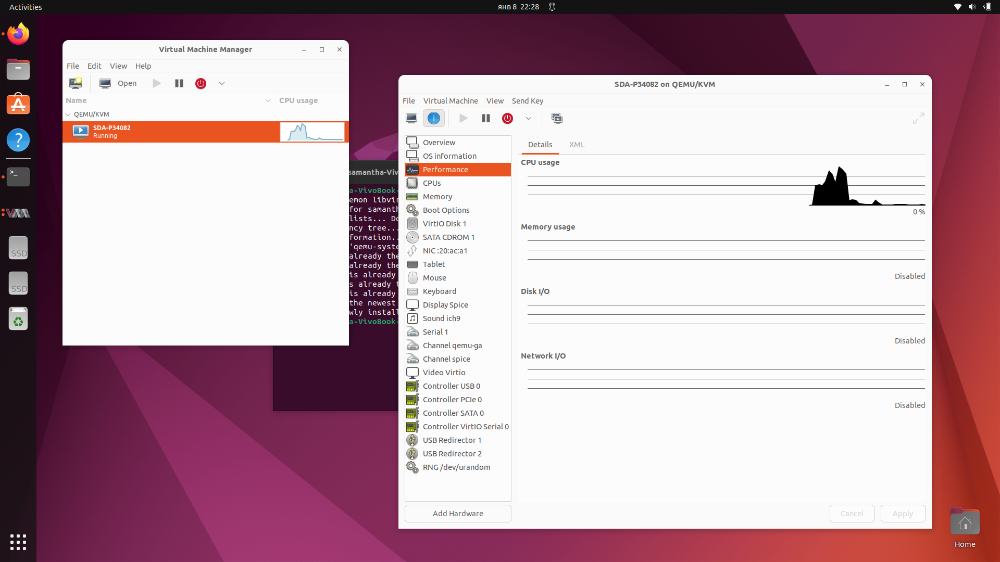 Activities
янв 8 22:28
Virtual Machine Manager
File Edit View Help
Open
Name CPU usage
QEMU/KVM
SDA-P34082
Running
samantha-Viv
a-VivoBook-
emon libvir
for samanth
lists... Do
ncy tree...
formation..
'qemu-syste
already the
already the
is already
s already t
is already
the newest
wly install
a-VivoBook-
SSD
SSD
SDA-P34082 on QEMU/KVM
File Virtual Machine View Send Key
Overview
OS information
Performance
CPUs
Memory
Boot Options
VirtIO Disk 1
SATA CDROM 1
NIC :20:ac:a1
Tablet
Mouse
Keyboard
Display Spice
Sound ich9
Serial 1
Channel qemu-ga
Channel spice
Video Virtio
Controller USB 0
Controller PCIe 0
Controller SATA 0
Controller VirtIO Serial 0
USB Redirector 1
USB Redirector 2
RNG /dev/urandom
Add Hardware
Details XML
CPU usage
0 %
Memory usage
Disabled
Disk I/O
Disabled
Network I/O
Disabled
Cancel Apply
Home